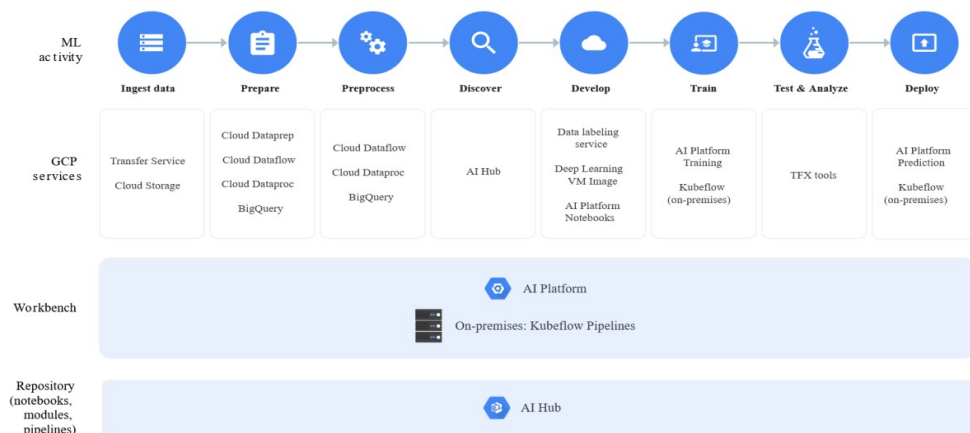 ML
activity
Ingest data
Prepare
Preprocess
Discover
Develop
Train
Test & Analyze
Deploy
GCP
services
Transfer Service
Cloud Storage
Cloud Dataprep
Cloud Dataflow
Cloud Dataproc
BigQuery
Cloud Dataflow
Cloud Dataproc
BigQuery
AI Hub
Data labeling
service
Deep Learning
VM Image
AI Platform
Notebooks
AI Platform
Training
Kubeflow
(on-premises)
TFX tools
AI Platform
Prediction
Kubeflow
(on-premises)
Workbench
AI Platform
On-premises: Kubeflow Pipelines
Repository
(notebooks,
modules,
pipelines)
AI Hub